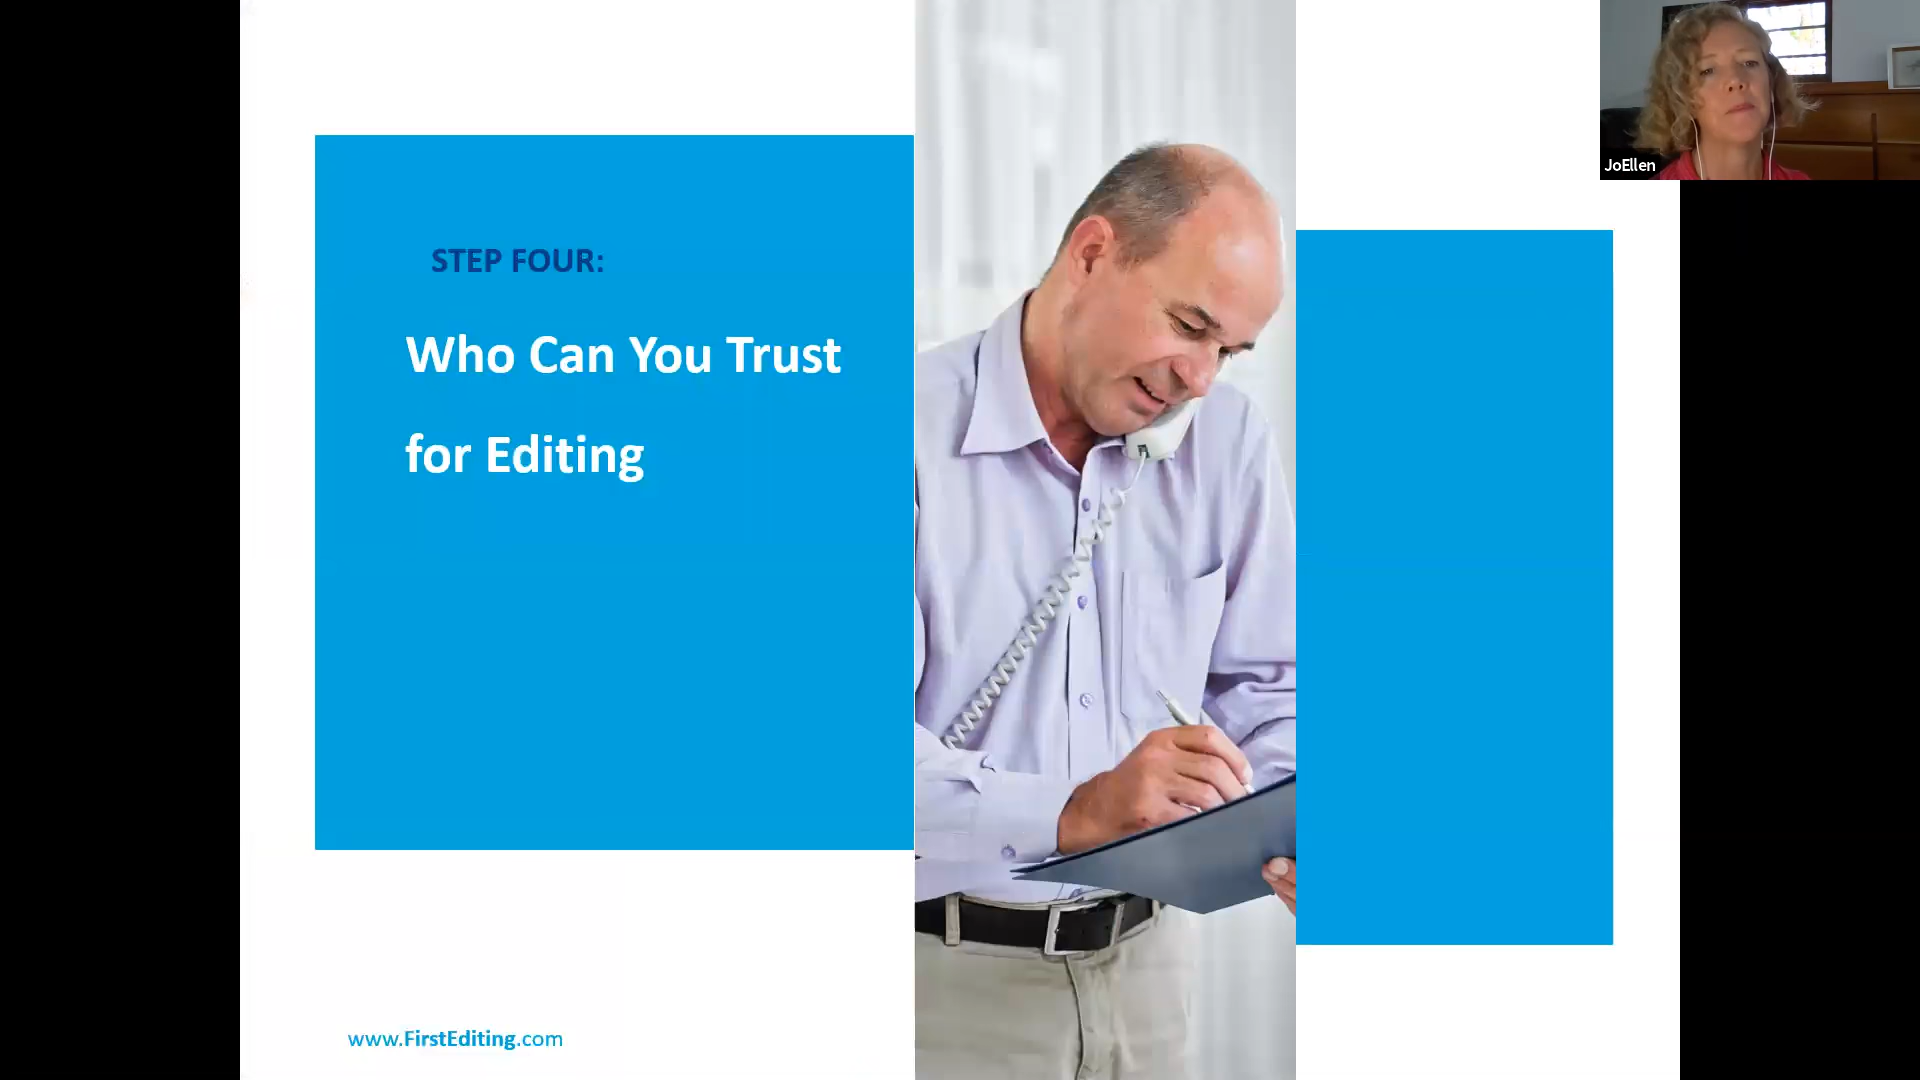 STEP FOUR:
Who Can You Trust
for Editing
www.FirstEditing.com
JoEllen